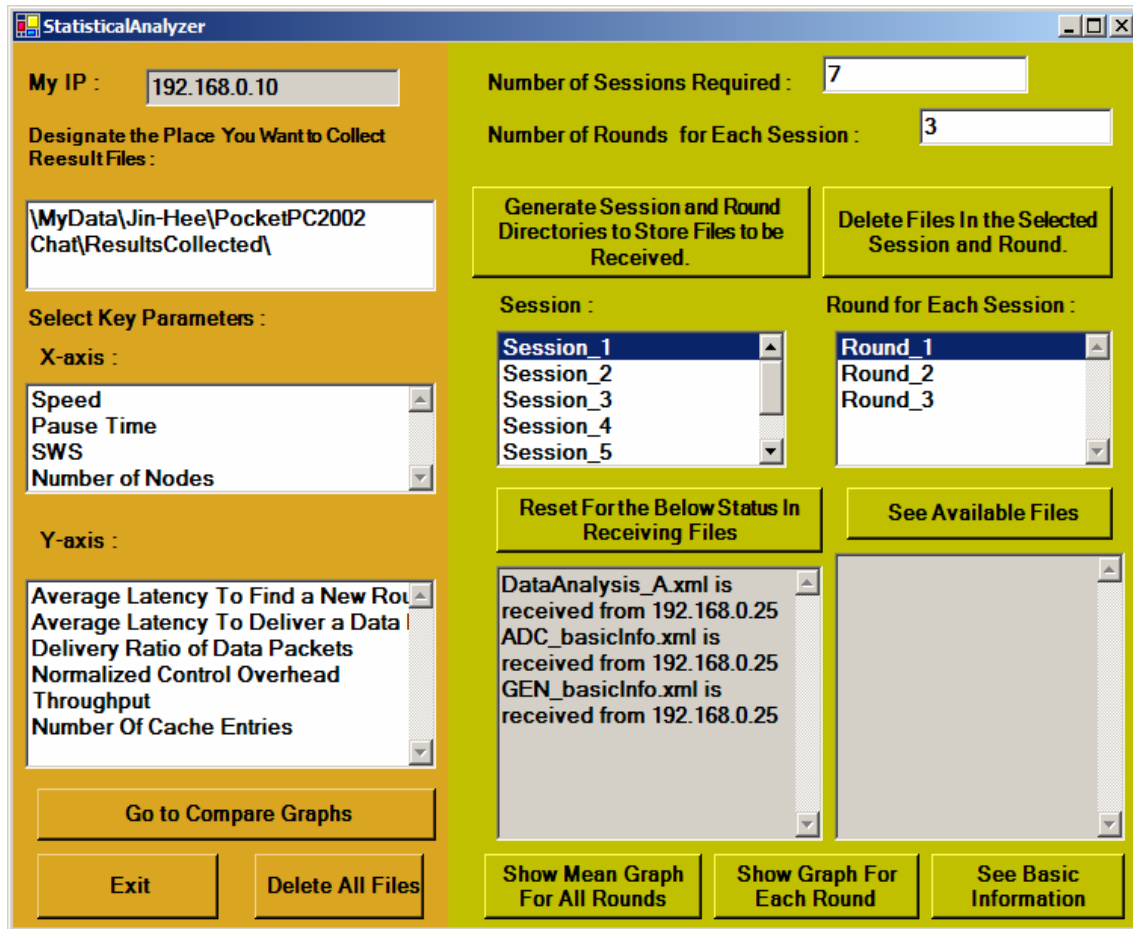 StatisticalAnalyzer
My IP :
192.168.0.10
Designate the Place You Want to Collect
Reesult Files :
\MyData\Jin-Hee\PocketPC2002
Chat\ResultsCollected\
Select Key Parameters :
X-axis :
Speed
Pause Time
SWS
Number of Nodes
Y-axis :
Average Latency To Find a New Rou
Average Latency To Deliver a Data
Delivery Ratio of Data Packets
Normalized Control Overhead
Throughput
Number Of Cache Entries
Go to Compare Graphs
Exit
Delete All Files
Number of Sessions Required :
7
Number of Rounds for Each Session :
3
Generate Session and Round
Directories to Store Files to be
Received.
Delete Files In the Selected
Session and Round.
Session :
Session_1
Session_2
Session_3
Session_4
Session_5
Round for Each Session :
Round_1
Round_2
Round_3
Reset For the Below Status In
Receiving Files
See Available Files
DataAnalysis_A.xml is
received from 192.168.0.25
ADC_basicInfo.xml is
received from 192.168.0.25
GEN_basicInfo.xml is
received from 192.168.0.25
Show Mean Graph
For All Rounds
Show Graph For
Each Round
See Basic
Information